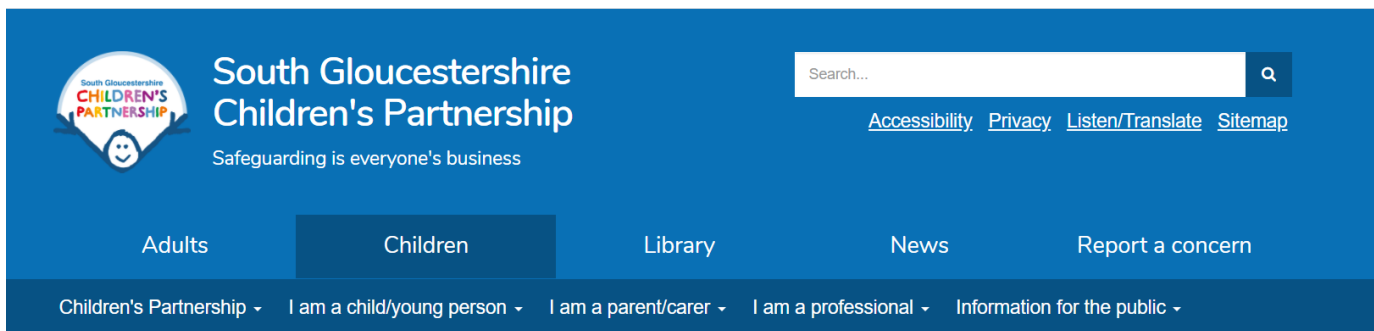 South Gloucestershire
CHILDREN'S
PARTNERSHIP
South Gloucestershire
Children's Partnership
Safeguarding is everyone's business
Search...
Accessibility Privacy Listen/Translate Sitemap
Adults Children Library News Report a concern
Children's Partnership I am a child/young person I am a parent/carer I am a professional Information for the public